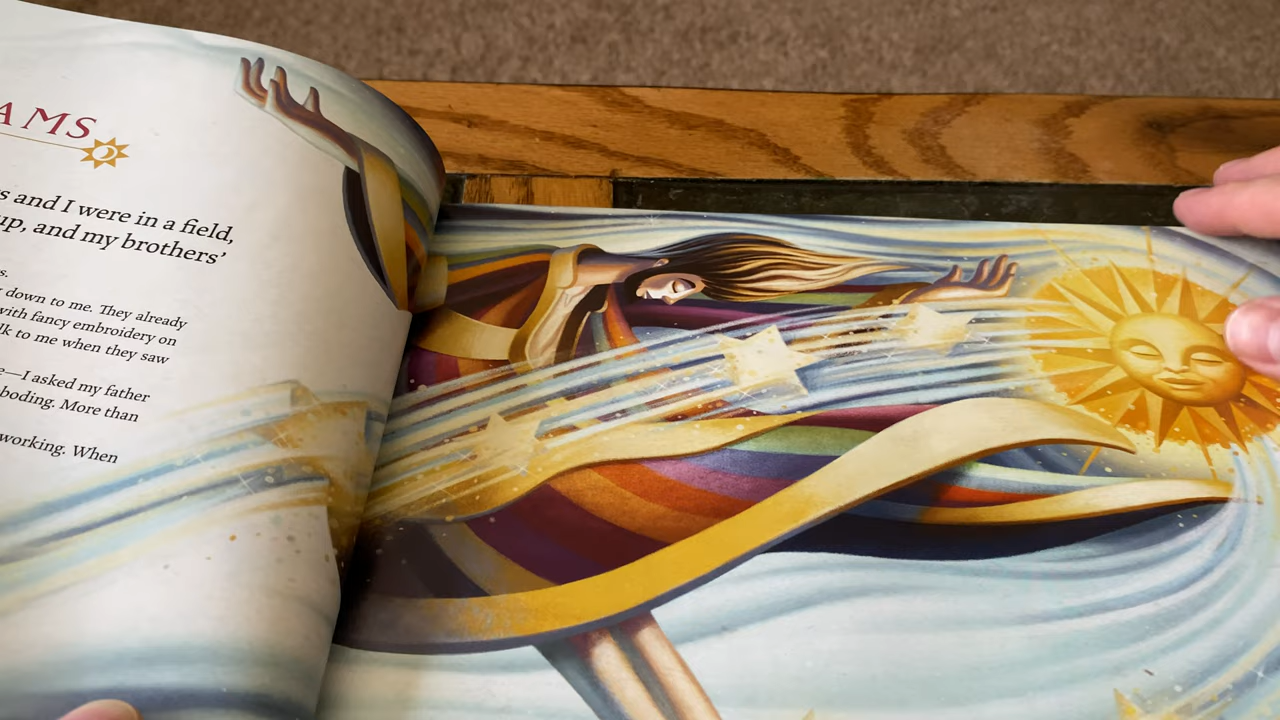 AMS
s and I were in a field,
up, and my brothers'
s.
down to me. They already
with fancy embroidery on
lk to me when they saw
e—I asked my father
boding. More than
working. When